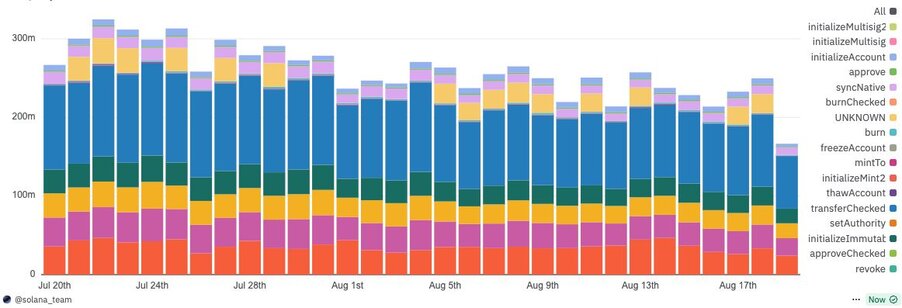 300m
200m
100m
0
Jul 20th
Jul 24th
Jul 28th
Aug 1st
Aug 5th
Aug 9th
Aug 13th
Aug 17th
All
initializeMultisig2
initializeMultisig
initializeAccount
approve
syncNative
burnChecked
UNKNOWN
burn
freezeAccount
mintTo
initializeMint2
thawAccount
transferChecked
setAuthority
initializeImmutab
approveChecked
revoke
@solana_team
... Now